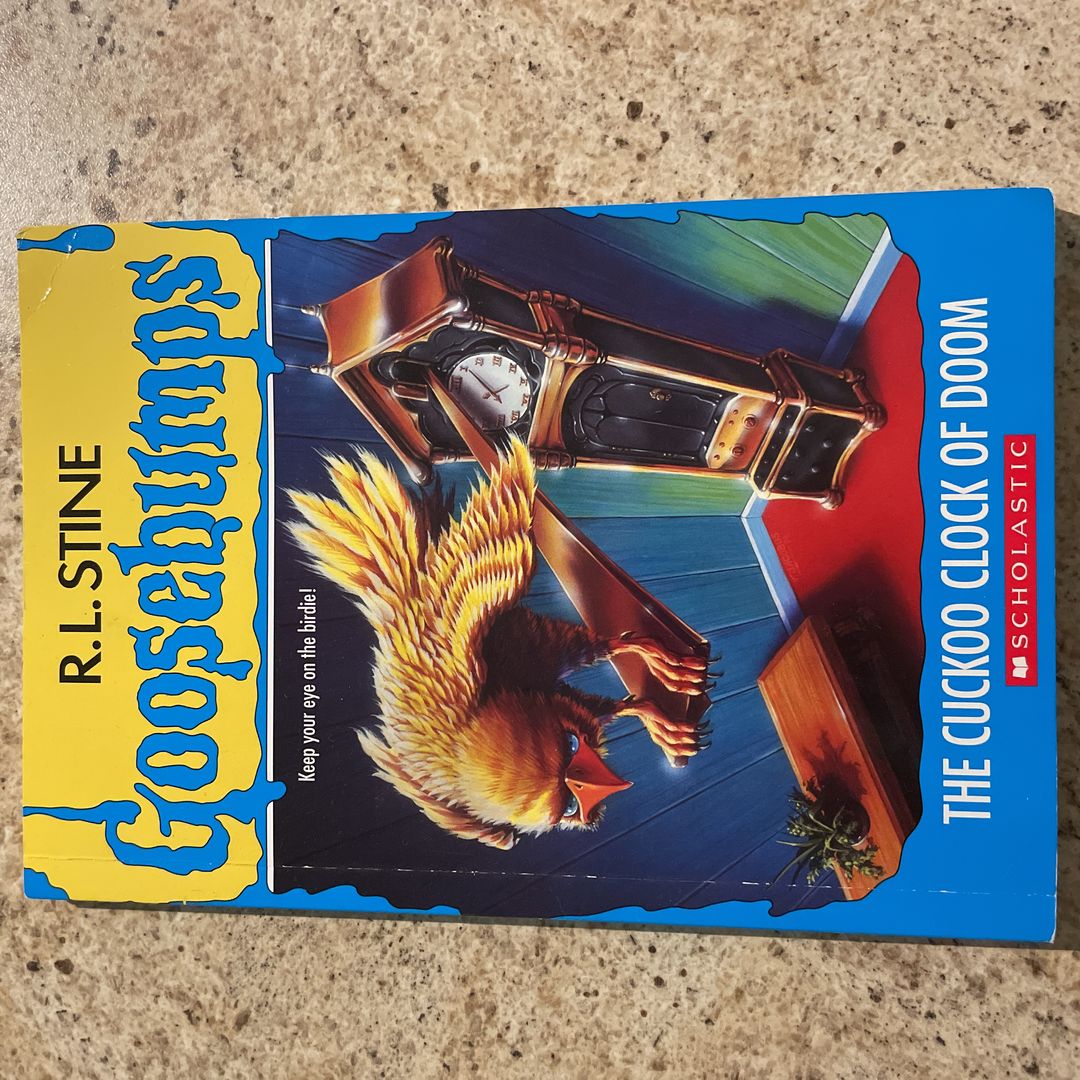 R.L. STINE
Goosebumps
Keep your eye on the birdie!
THE CUCKOO CLOCK OF DOOM
SCHOLASTIC